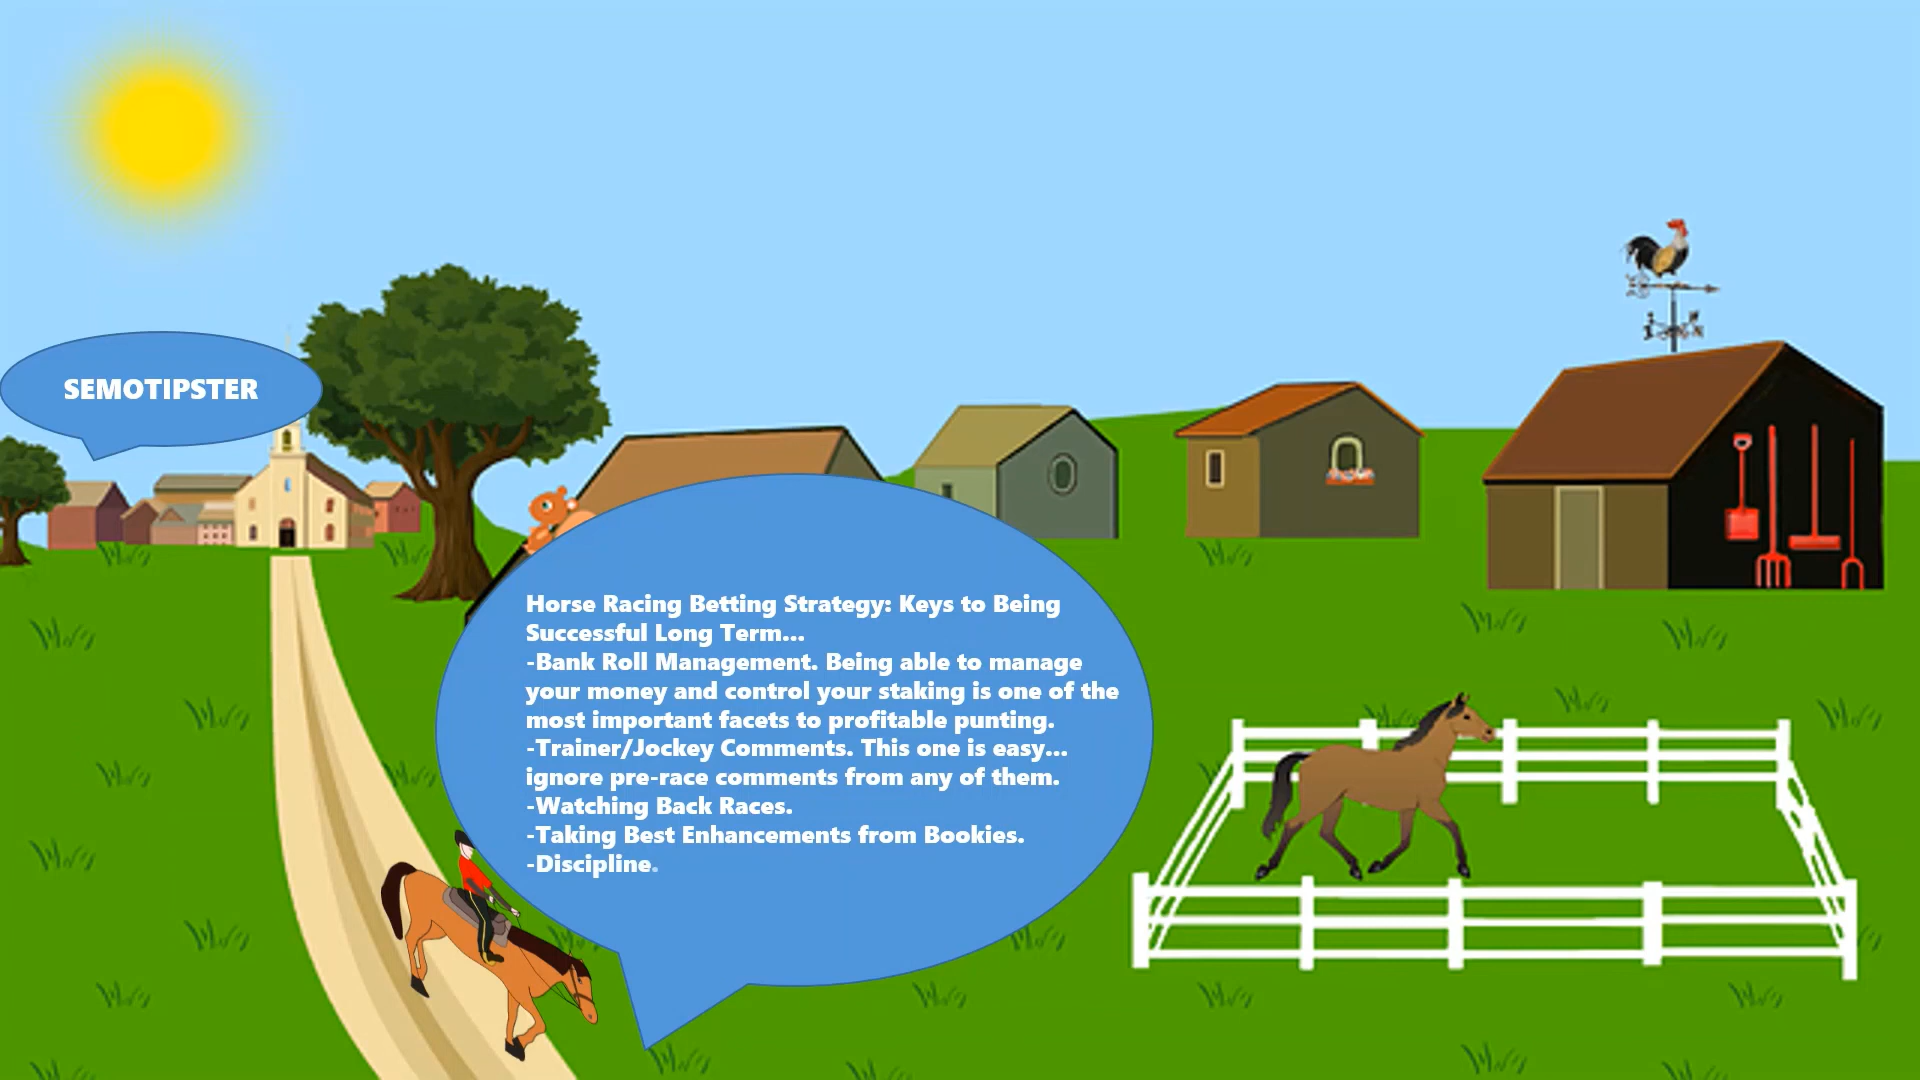 SEMOTIPSTER
Horse Racing Betting Strategy: Keys to Being
Successful Long Term...
-Bank Roll Management. Being able to manage
your money and control your staking is one of the
most important facets to profitable punting.
-Trainer/Jockey Comments. This one is easy...
ignore pre-race comments from any of them.
-Watching Back Races.
-Taking Best Enhancements from Bookies.
-Discipline.